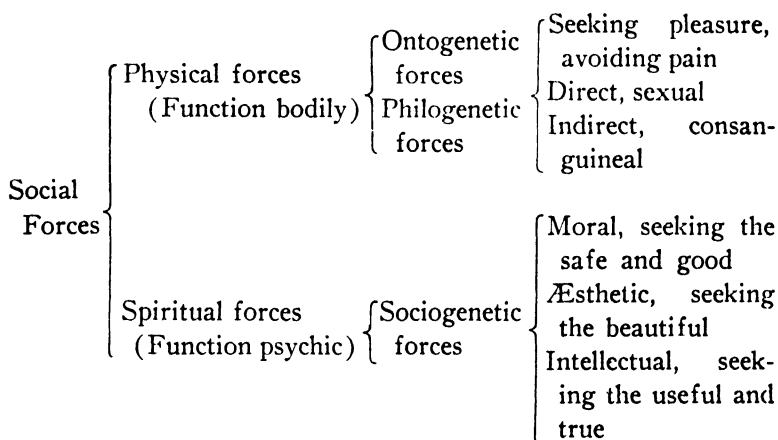 Social
Forces
Physical forces
(Function bodily)
Ontogenetic
forces
Philogenetic
forces
Seeking pleasure,
avoiding pain
Direct, sexual
Indirect, consan-
guineal
Spiritual forces
(Function psychic)
Sociogenetic
forces
Moral, seeking the
safe and good
Æsthetic, seeking
the beautiful
Intellectual, seek-
ing the useful and
true